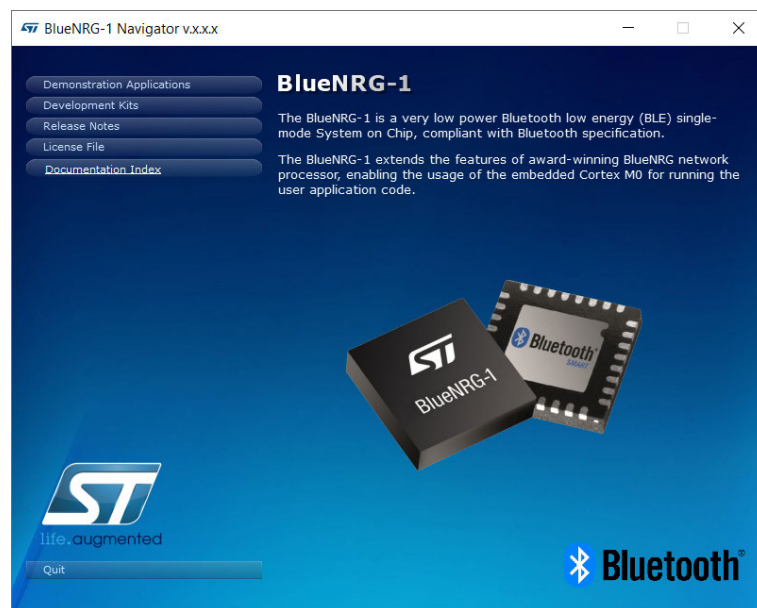 BlueNRG-1 Navigator v.x.x.x
Demonstration Applications
Development Kits
Release Notes
License File
Documentation Index
BlueNRG-1
The BlueNRG-1 is a very low power Bluetooth low energy (BLE) single-
mode System on Chip, compliant with Bluetooth specification.
The BlueNRG-1 extends the features of award-winning BlueNRG network
processor, enabling the usage of the embedded Cortex M0 for running the
user application code.
ST
BlueNRG-1
Bluetooth
SMART
ST
life.augmented
Quit
Bluetooth®